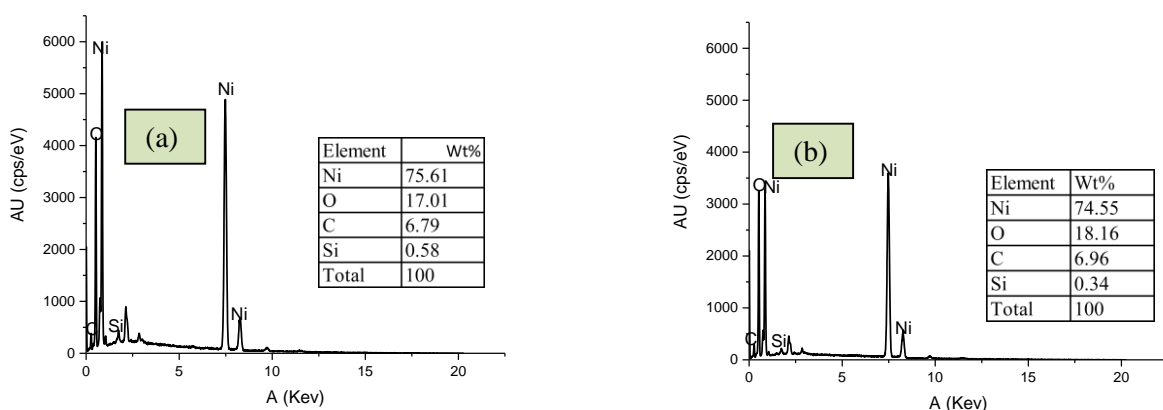 (a)
AU (cps/eV)
6000
5000
4000
3000
2000
1000
0
Ni
O
C
Si
Ni
Ni
Element Wt%
Ni 75.61
O 17.01
C 6.79
Si 0.58
Total 100
0 5 10 15 20
A (Kev)
(b)
AU (cps/eV)
6000
5000
4000
3000
2000
1000
0
O
Ni
C
Si
Ni
Ni
Element Wt%
Ni 74.55
O 18.16
C 6.96
Si 0.34
Total 100
0 5 10 15 20
A (Kev)